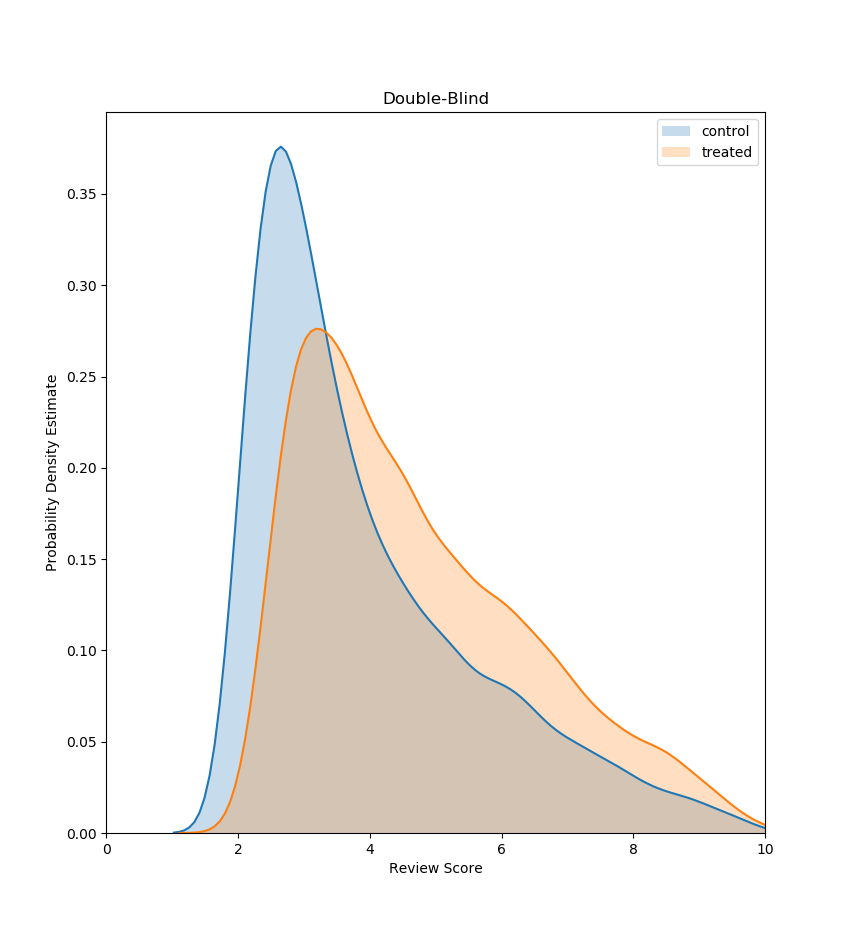 Double-Blind
control
treated
0.35
0.30
0.25
0.20
0.15
0.10
0.05
0.00
Probability Density Estimate
0 2 4 6 8 10
Review Score